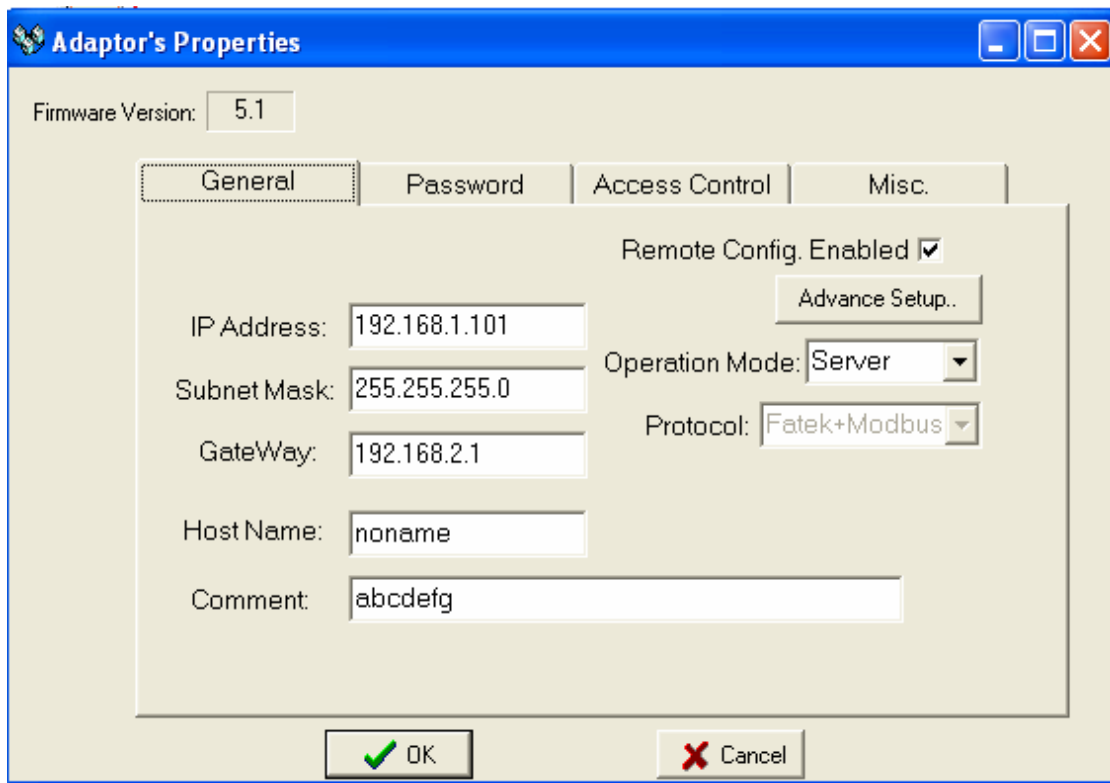 Adaptor's Properties
Firmware Version: 5.1
General Password Access Control Misc.
Remote Config. Enabled
Advance Setup..
IP Address: 192.168.1.101
Operation Mode: Server
Subnet Mask: 255.255.255.0
Protocol: Fatek+Modbus
GateWay: 192.168.2.1
Host Name: noname
Comment: abcdefg
OK Cancel